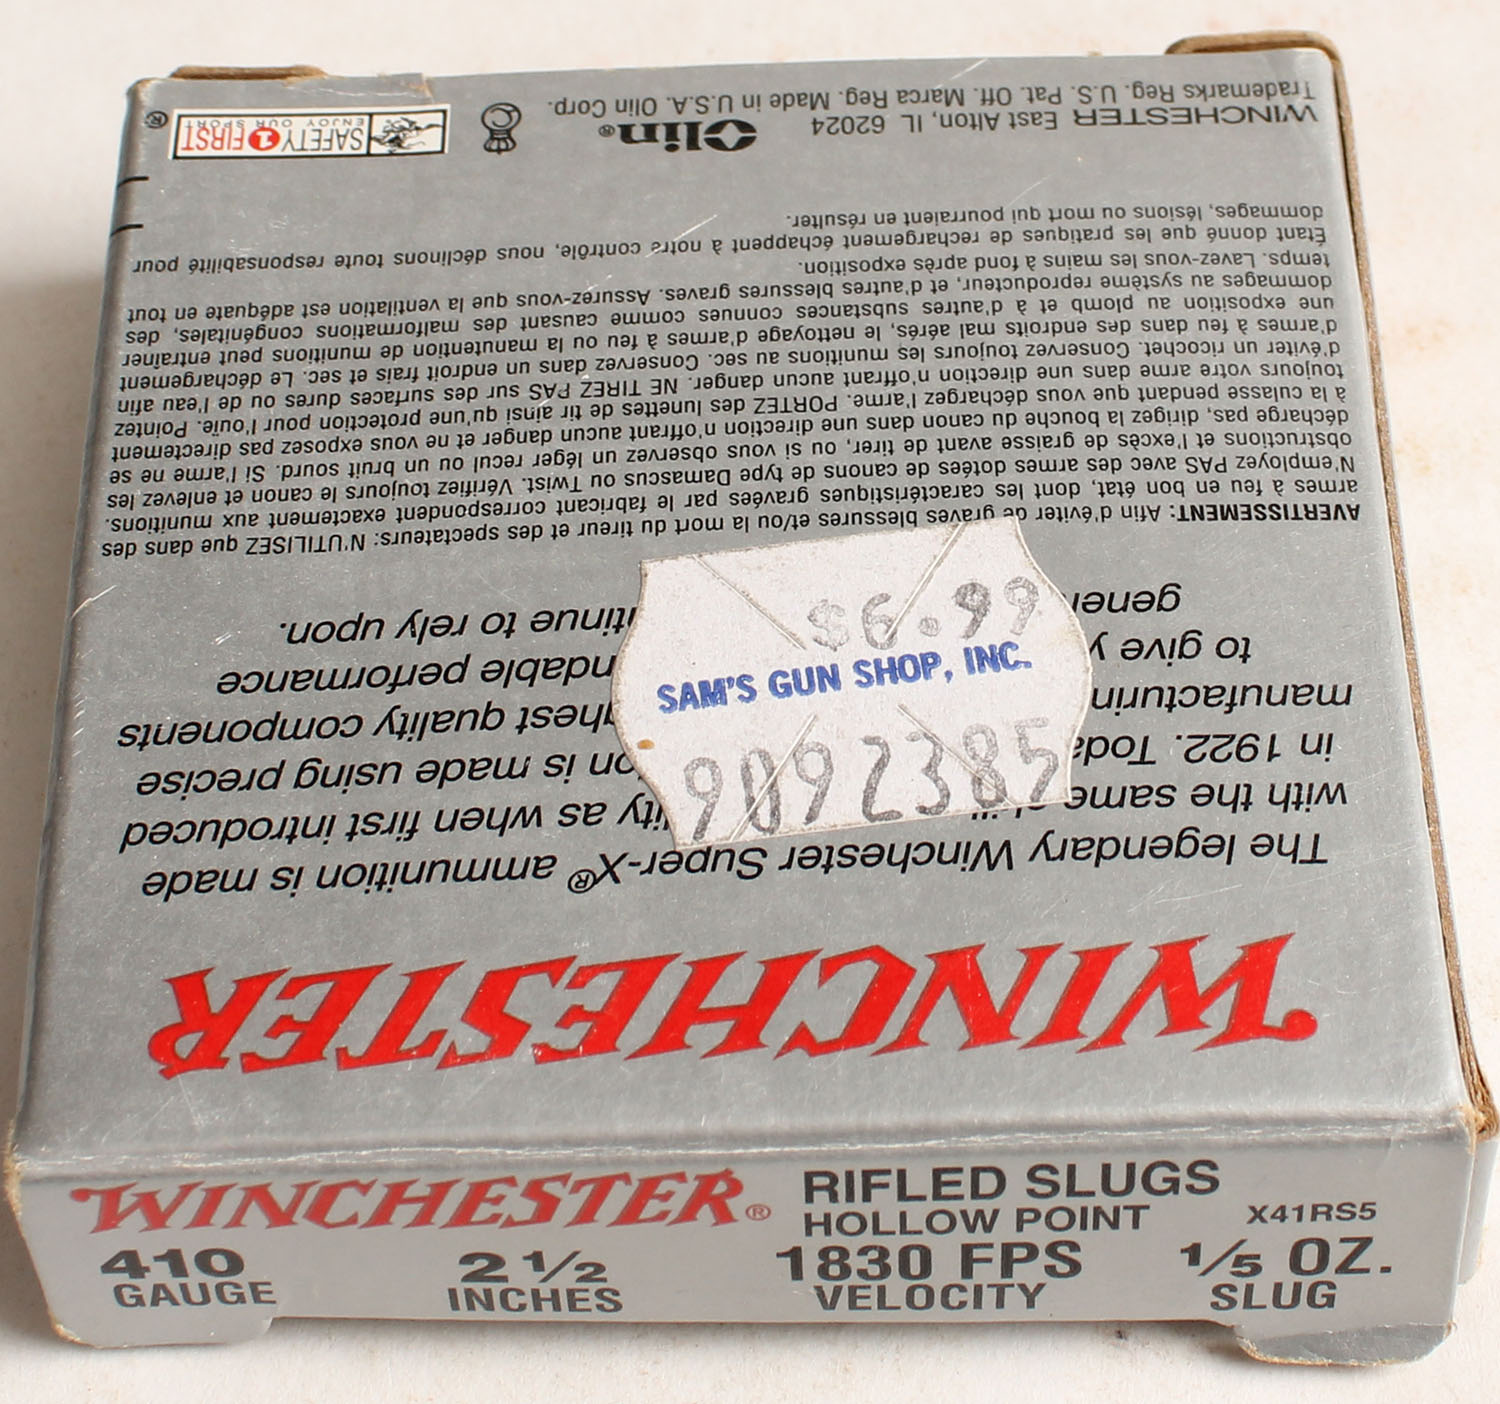 WINCHESTER
The legendary Winchester Super-X® ammunition is made
with the same lity as when first introduced
in 1922. is made using precise
quality components
to give dependable performance
continue to rely upon.
$6.99
SAM'S GUN SHOP, INC.
9092385
AVERTISSEMENT: Afin d'éviter de graves blessures et/ou la mort du tireur et des spectateurs: N'UTILISEZ que dans des
armes à feu en bon état, dont les caractéristiques gravées par le fabricant correspondent exactement aux munitions.
N'employez PAS avec des armes dotées de canons de type Damascus ou Twist. Vérifiez toujours le canon et enlevez les
obstructions et l'excès de graisse avant de tirer, ou si vous observez un léger recul ou un bruit sourd. Si l'arme ne se
décharge pas, dirigez la bouche du canon dans une direction n'offrant aucun danger et ne vous exposez pas directement
à la culasse pendant que vous déchargez l'arme. PORTEZ des lunettes de tir ainsi qu'une protection pour l'ouïe. Pointez
toujours votre arme dans une direction n'offrant aucun danger. NE TIREZ PAS sur des surfaces dures ou de l'eau afin
d'éviter un ricochet. Conservez toujours les munitions au sec. Conservez dans un endroit frais et sec. Le déchargement
d'armes à feu dans des endroits mal aérés, le nettoyage d'armes à feu ou la manutention de munitions peut entraîner
une exposition au plomb et à d'autres substances connues comme causant des malformations congénitales, des
dommages au système reproducteur, et d'autres blessures graves. Assurez-vous que la ventilation est adéquate en tout
temps. Lavez-vous les mains à fond après exposition.
Étant donné que les pratiques de rechargement échappent à notre contrôle, nous déclinons toute responsabilité pour
dommages, lésions ou mort qui pourraient en résulter.
WINCHESTER East Alton, IL 62024 Olin®
Trademarks Reg. U.S. Pat. Off. Marca Reg. Made in U.S.A. Olin Corp.
SAFETY 1 FIRST ®
ENJOY OUR SPORT
WINCHESTER® RIFLED SLUGS
HOLLOW POINT X41RS5
410 2 1/2 1830 FPS 1/5 OZ.
GAUGE INCHES VELOCITY SLUG